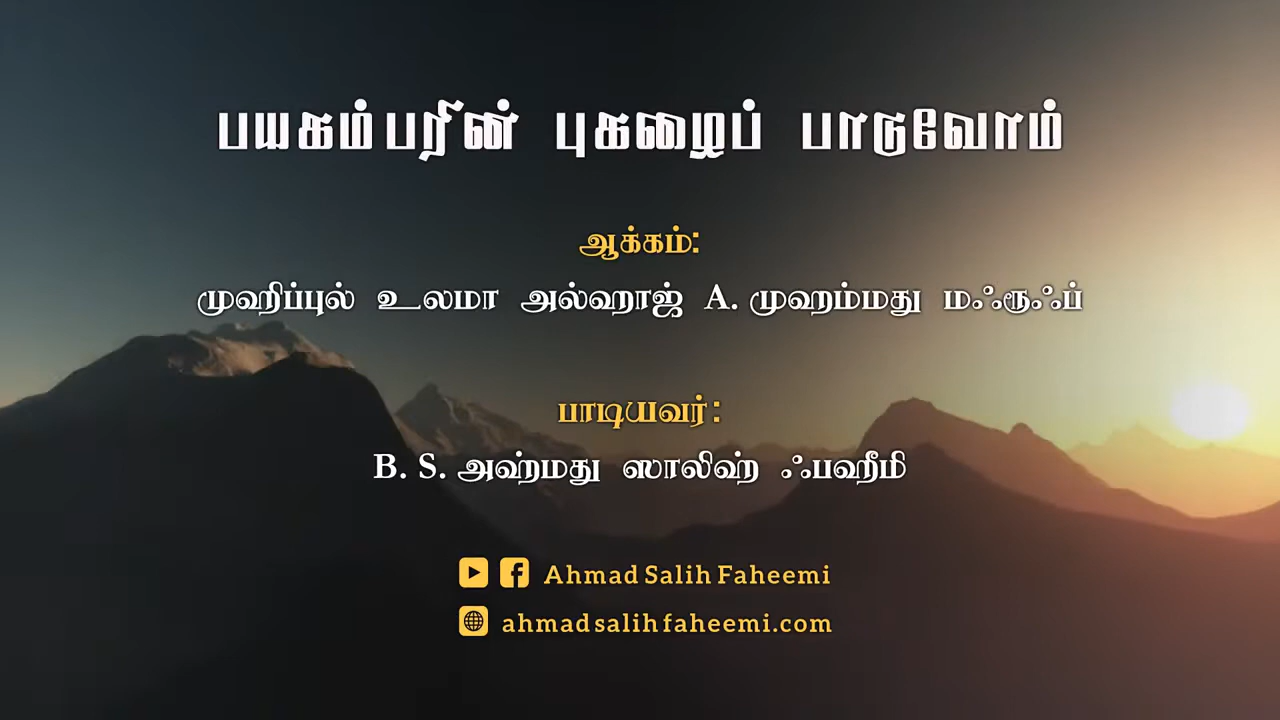 பயகம்பரின் புகழைப் பாடுவோம்
ஆக்கம்:
முஹிப்புல் உலமா அல்ஹாஜ் A. முஹம்மது மஃரூஃப்
பாடியவர்:
B. S. அஹ்மது ஸாலிஹ் ஃபஹீமி
Ahmad Salih Faheemi
ahmadsalihfaheemi.com